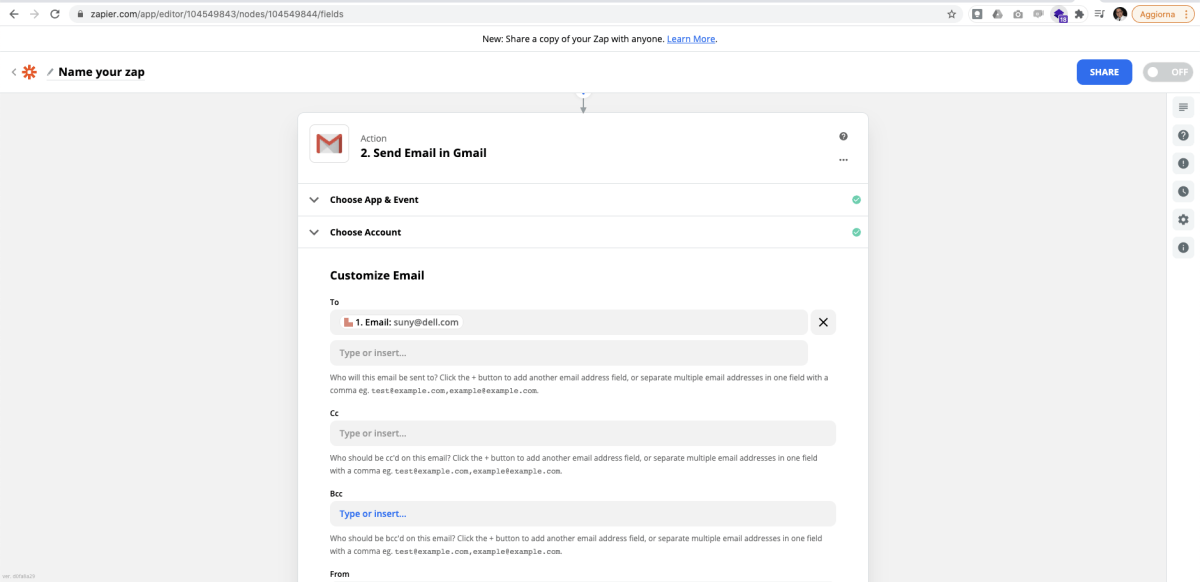 zapier.com/app/editor/104549843/nodes/104549844/fields
18
Aggiorna
New: Share a copy of your Zap with anyone. Learn More.
Name your zap
SHARE
OFF
Action
2. Send Email in Gmail
Choose App & Event
Choose Account
Customize Email
To
1. Email: suny@dell.com
Type or insert...
Who will this email be sent to? Click the + button to add another email address field, or separate multiple email addresses in one field with a
comma eg. test@example.com,example@example.com.
Cc
Type or insert...
Who should be cc'd on this email? Click the + button to add another email address field, or separate multiple email addresses in one field
with a comma eg. test@example.com,example@example.com.
Bcc
Type or insert...
Who should be bcc'd on this email? Click the + button to add another email address field, or separate multiple email addresses in one field
with a comma eg. test@example.com,example@example.com.
From